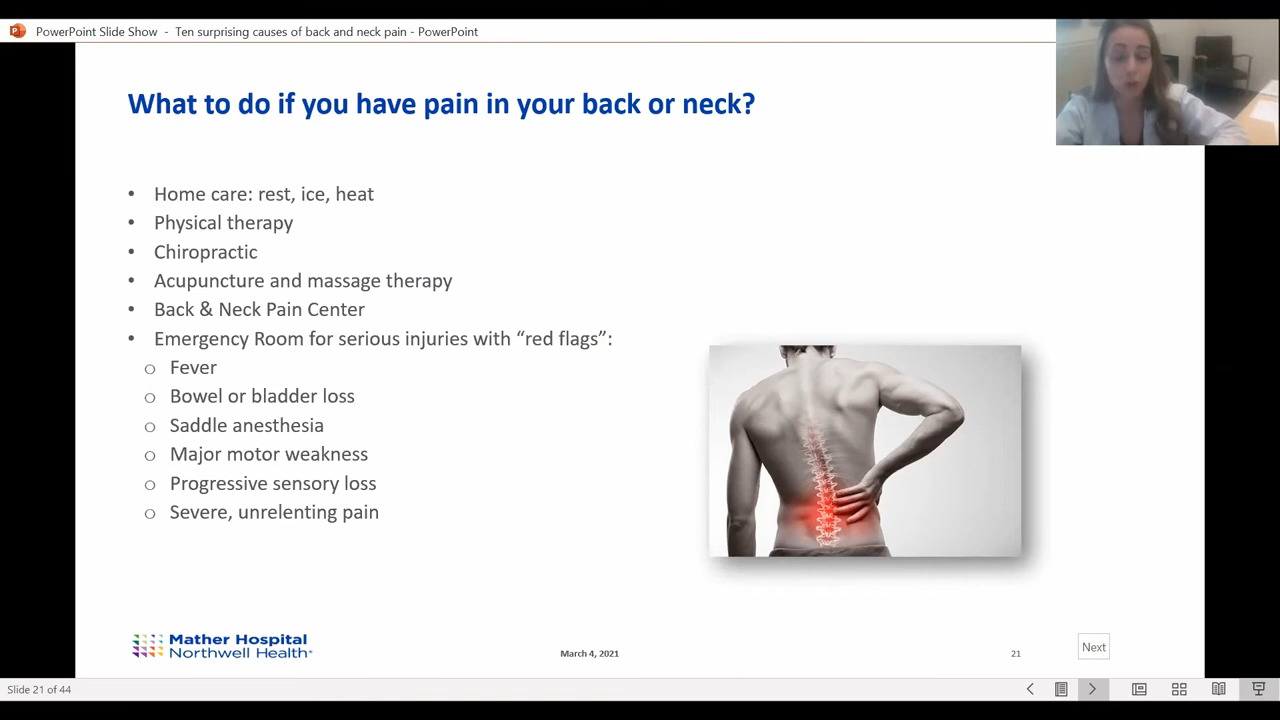 PowerPoint Slide Show - Ten surprising causes of back and neck pain - PowerPoint
What to do if you have pain in your back or neck?
• Home care: rest, ice, heat
• Physical therapy
• Chiropractic
• Acupuncture and massage therapy
• Back & Neck Pain Center
• Emergency Room for serious injuries with “red flags”:
o Fever
o Bowel or bladder loss
o Saddle anesthesia
o Major motor weakness
o Progressive sensory loss
o Severe, unrelenting pain
Mather Hospital
Northwell Health
March 4, 2021
21
Next
Slide 21 of 44